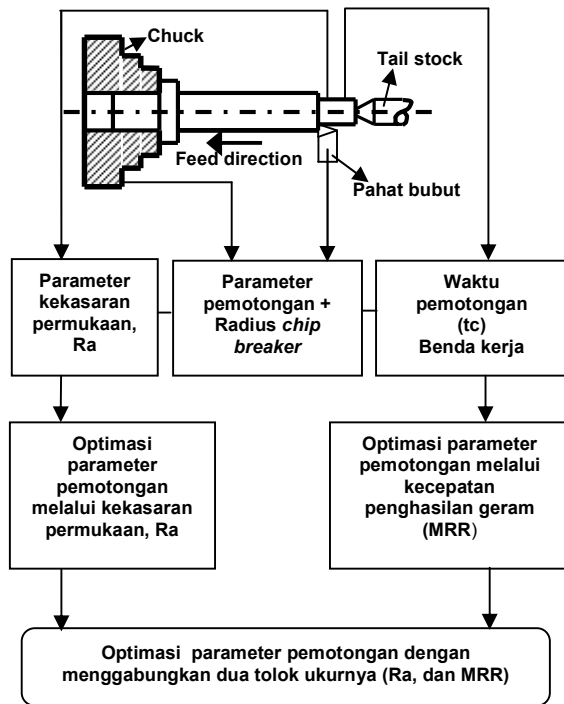 Chuck
Tail stock
Feed direction
Pahat bubut
Parameter
kekasaran
permukaan,
Ra
Parameter
pemotongan +
Radius chip
breaker
Waktu
pemotongan
(tc)
Benda kerja
Optimasi
parameter
pemotongan
melalui kekasaran
permukaan, Ra
Optimasi parameter
pemotongan melalui
kecepatan
penghasilan geram
(MRR)
Optimasi parameter pemotongan dengan
menggabungkan dua tolok ukurnya (Ra, dan MRR)